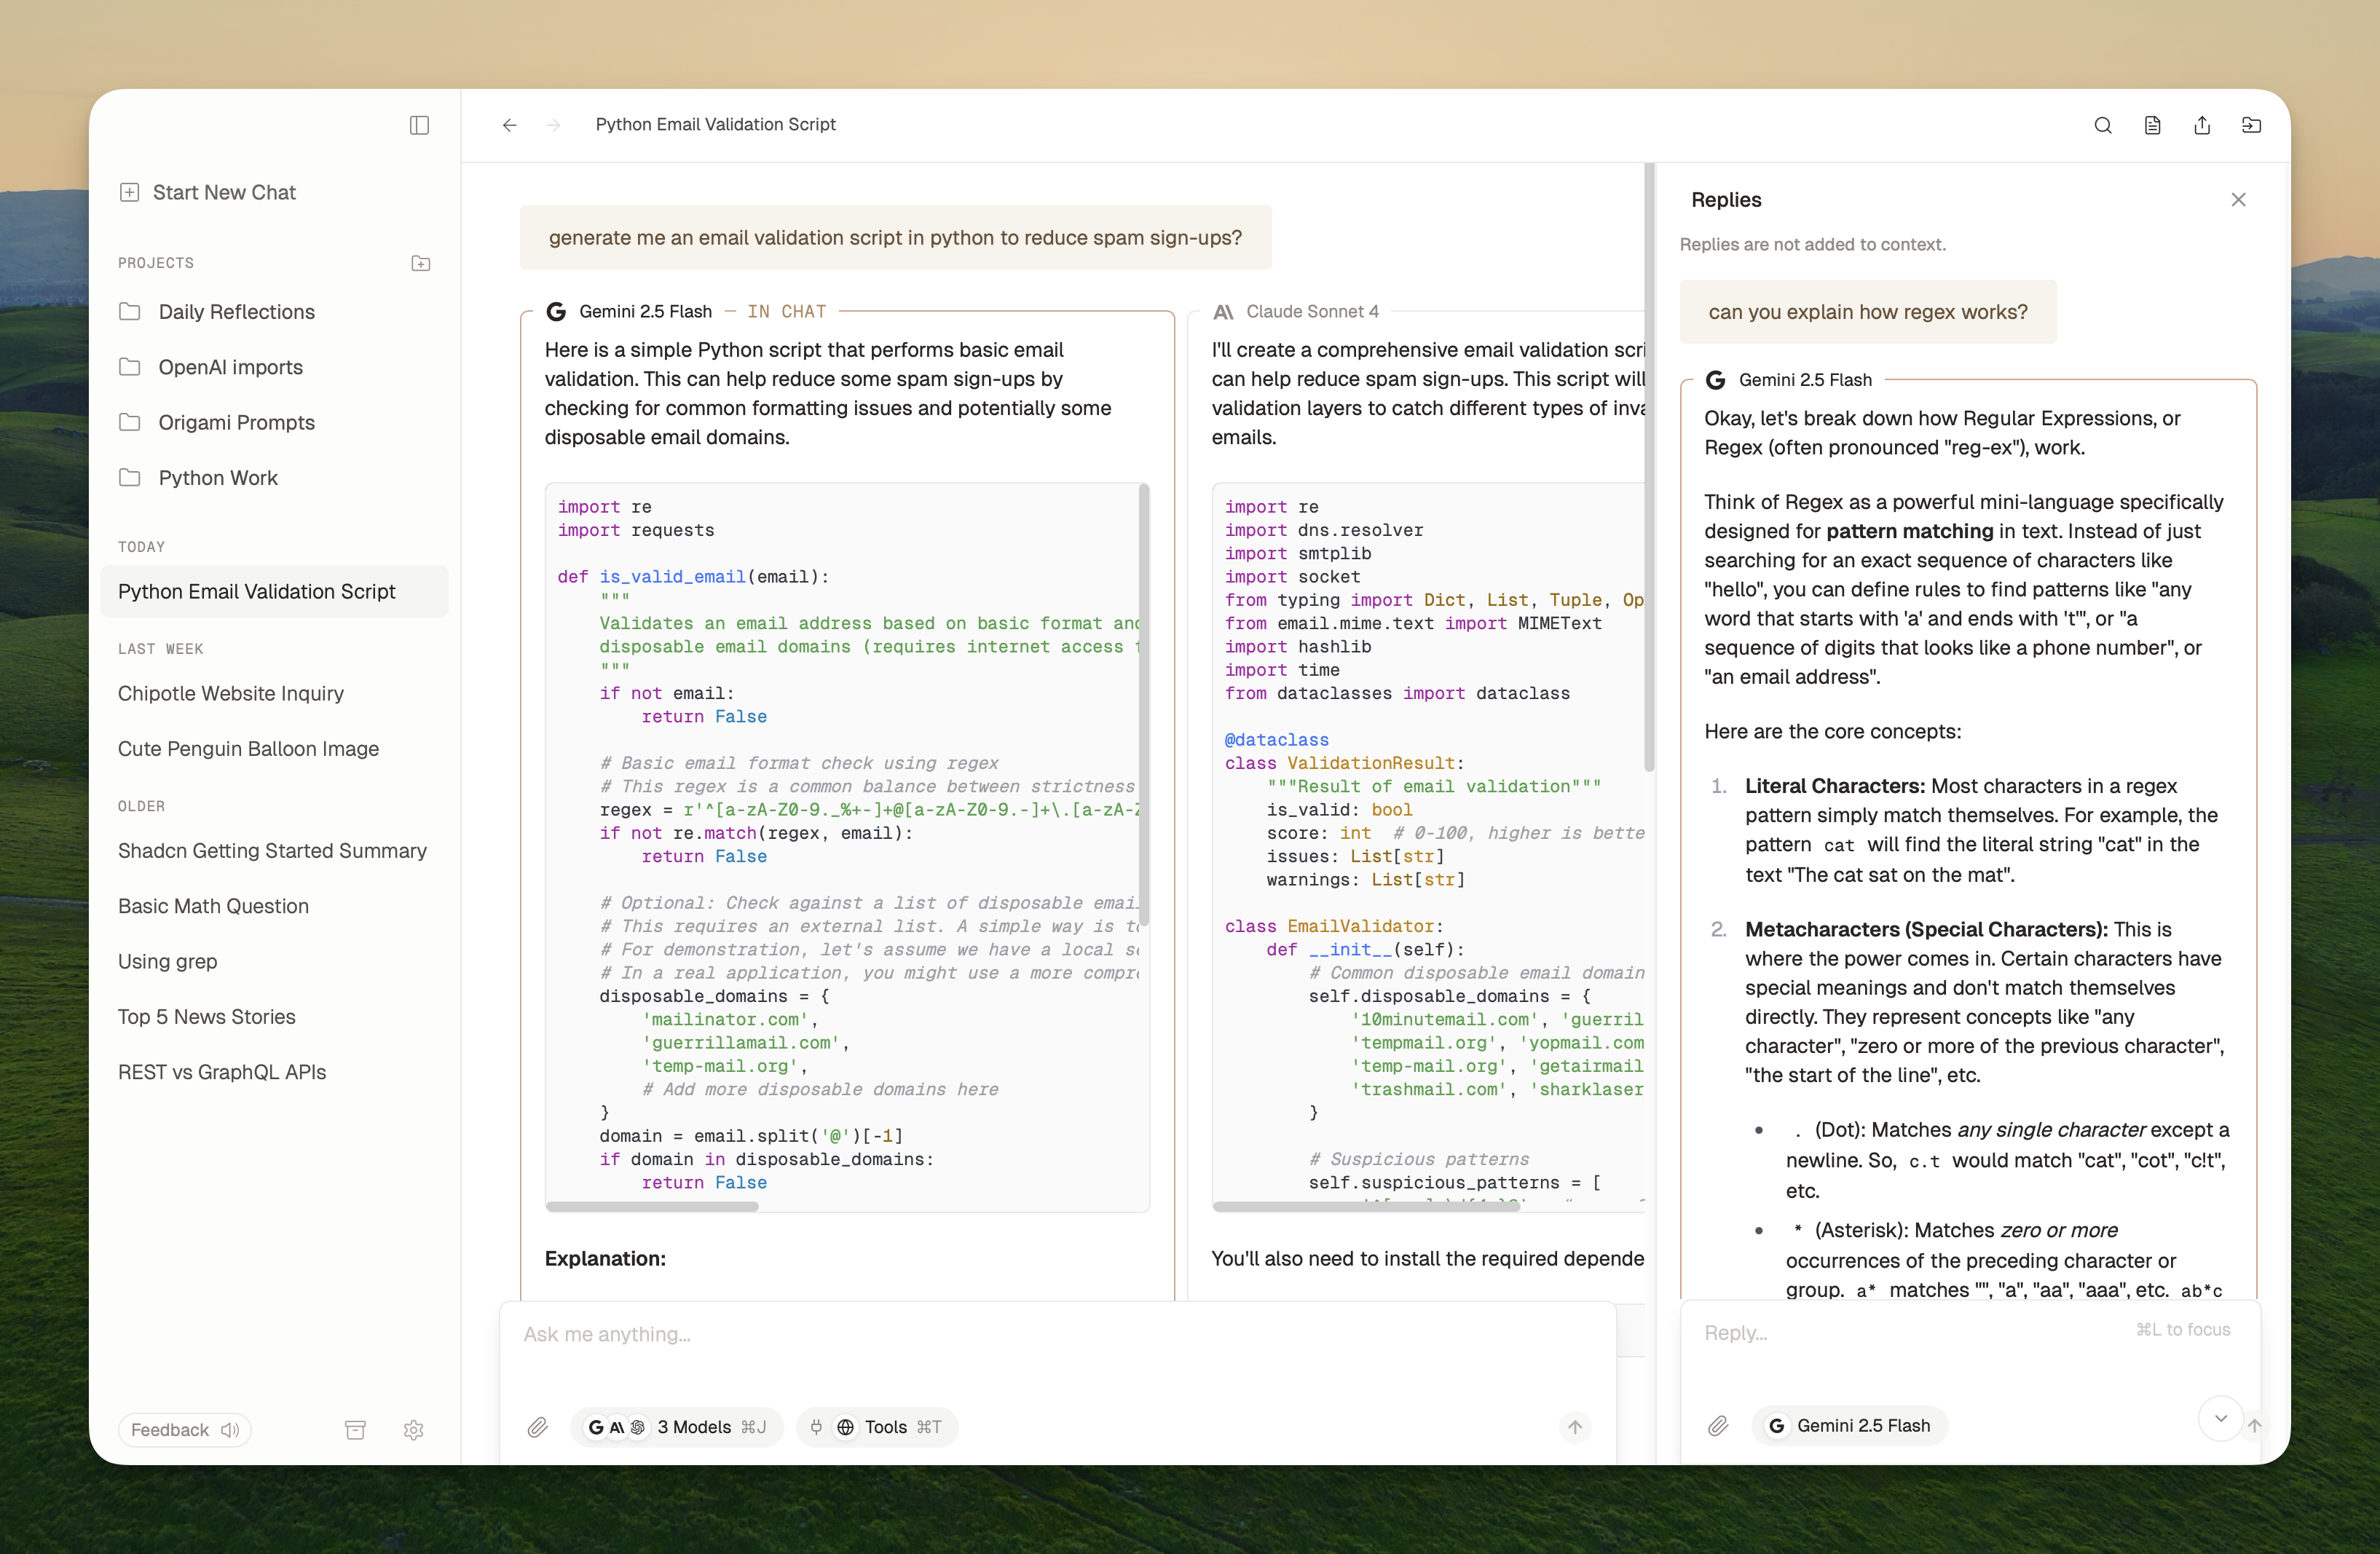 Start New Chat
PROJECTS
Daily Reflections
OpenAI imports
Origami Prompts
Python Work
TODAY
Python Email Validation Script
LAST WEEK
Chipotle Website Inquiry
Cute Penguin Balloon Image
OLDER
Shadcn Getting Started Summary
Basic Math Question
Using grep
Top 5 News Stories
REST vs GraphQL APIs
Feedback
Python Email Validation Script
generate me an email validation script in python to reduce spam sign-ups?
Gemini 2.5 Flash — IN CHAT
Here is a simple Python script that performs basic email
validation. This can help reduce some spam sign-ups by
checking for common formatting issues and potentially some
disposable email domains.
import re
import requests
def is_valid_email(email):
"""
Validates an email address based on basic format and
disposable email domains (requires internet access
"""
if not email:
return False
# Basic email format check using regex
# This regex is a common balance between strictness
regex = r'^[a-zA-Z0-9._%+-]+@[a-zA-Z0-9.-]+\.[a-zA-Z
if not re.match(regex, email):
return False
# Optional: Check against a list of disposable emai
# This requires an external list. A simple way is to
# For demonstration, let's assume we have a local se
# In a real application, you might use a more compre
disposable_domains = {
'mailinator.com',
'guerrillamail.com',
'temp-mail.org',
# Add more disposable domains here
}
domain = email.split('@')[-1]
if domain in disposable_domains:
return False
Explanation:
Claude Sonnet 4
I'll create a comprehensive email validation scri
can help reduce spam sign-ups. This script will
validation layers to catch different types of inva
emails.
import re
import dns.resolver
import smtplib
import socket
from typing import Dict, List, Tuple, Op
from email.mime.text import MIMEText
import hashlib
import time
from dataclasses import dataclass
@dataclass
class ValidationResult:
"""Result of email validation"""
is_valid: bool
score: int # 0-100, higher is bette
issues: List[str]
warnings: List[str]
class EmailValidator:
def __init__(self):
# Common disposable email domain
self.disposable_domains = {
'10minutemail.com', 'guerril
'tempmail.org', 'yopmail.com
'temp-mail.org', 'getairmail
'trashmail.com', 'sharklaser
}
# Suspicious patterns
self.suspicious_patterns = [
You'll also need to install the required depende
Ask me anything...
3 Models ⌘J
Tools ⌘T
Replies
Replies are not added to context.
can you explain how regex works?
Gemini 2.5 Flash
Okay, let's break down how Regular Expressions, or
Regex (often pronounced "reg-ex"), work.
Think of Regex as a powerful mini-language specifically
designed for pattern matching in text. Instead of just
searching for an exact sequence of characters like
"hello", you can define rules to find patterns like "any
word that starts with 'a' and ends with 't'", or "a
sequence of digits that looks like a phone number", or
"an email address".
Here are the core concepts:
1. Literal Characters: Most characters in a regex
pattern simply match themselves. For example, the
pattern cat will find the literal string "cat" in the
text "The cat sat on the mat".
2. Metacharacters (Special Characters): This is
where the power comes in. Certain characters have
special meanings and don't match themselves
directly. They represent concepts like "any
character", "zero or more of the previous character",
"the start of the line", etc.
• . (Dot): Matches any single character except a
newline. So, c.t would match "cat", "cot", "c!t",
etc.
• * (Asterisk): Matches zero or more
occurrences of the preceding character or
group. a* matches "", "a", "aa", "aaa", etc. ab*c
Reply...
⌘L to focus
Gemini 2.5 Flash